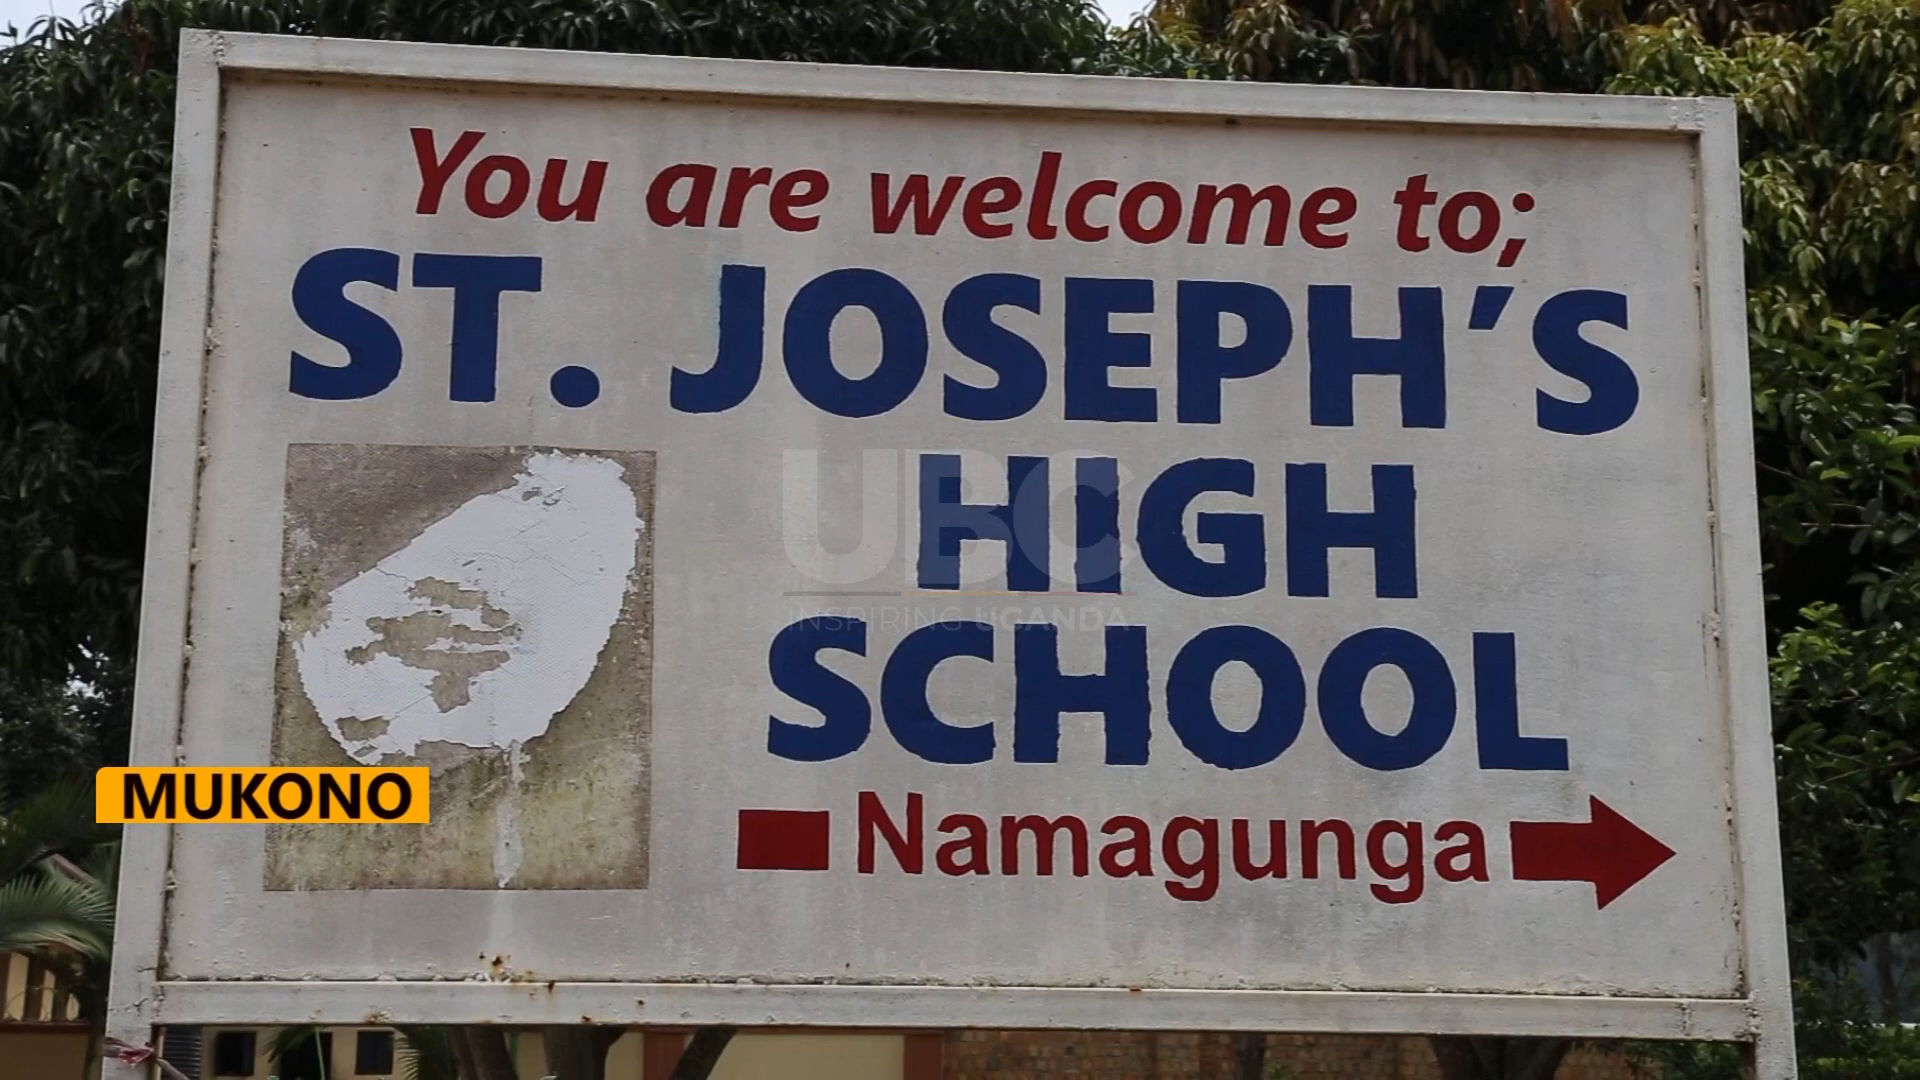 You are welcome to;
ST. JOSEPH'S
HIGH
SCHOOL
Namagunga
UBC
INSPIRING UGANDA
MUKONO